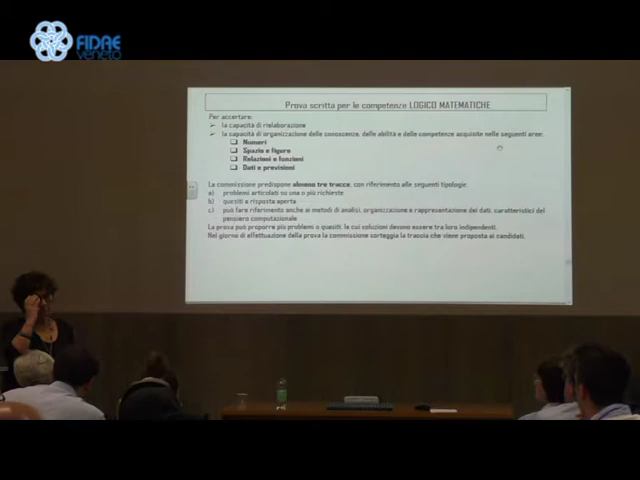 FIDAE
veneto
Prova scritta per le competenze LOGICO MATEMATICHE
Per accertare:
la capacità di rielaborazione
la capacità di organizzazione delle conoscenze, delle abilità e delle competenze acquisite nelle seguenti aree:
Numeri
Spazio e figure
Relazioni e funzioni
Dati e previsioni
La commissione predispone almeno tre tracce, con riferimento alle seguenti tipologie:
a) problemi articolati su una o più richieste
b) quesiti a risposta aperta
c) può fare riferimento anche ai metodi di analisi, organizzazione e rappresentazione dei dati, caratteristici del
pensiero computazionale
La prova può proporre più problemi o quesiti, le cui soluzioni devono essere tra loro indipendenti.
Nel giorno di effettuazione della prova la commissione sorteggia la traccia che viene proposta ai candidati.